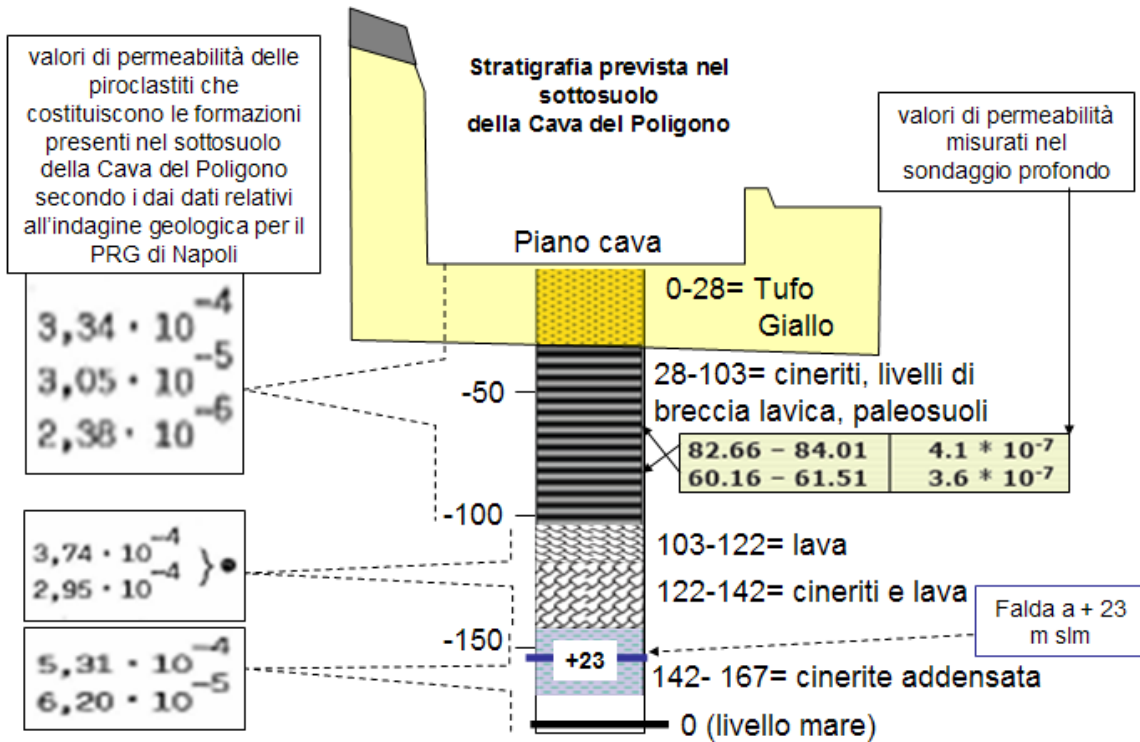 valori di permeabilità delle
piroclastiti che
costituiscono le formazioni
presenti nel sottosuolo
della Cava del Poligono
secondo i dai dati relativi
all'indagine geologica per il
PRG di Napoli
3,34 · 10⁻⁴
3,05 · 10⁻⁵
2,38 · 10⁻⁶
3,74 · 10⁻⁴
2,95 · 10⁻⁴
5,31 · 10⁻⁴
6,20 · 10⁻⁵
Stratigrafia prevista nel
sottosuolo
della Cava del Poligono
Piano cava
-50
-100
-150
+23
0-28= Tufo
Giallo
28-103= cineriti, livelli di
breccia lavica, paleosuoli
valori di permeabilità
misurati nel
sondaggio profondo
82.66 – 84.01 4.1 * 10⁻⁷
60.16 – 61.51 3.6 * 10⁻⁷
103-122= lava
122-142= cineriti e lava
Falda a + 23
m slm
142- 167= cinerite addensata
0 (livello mare)